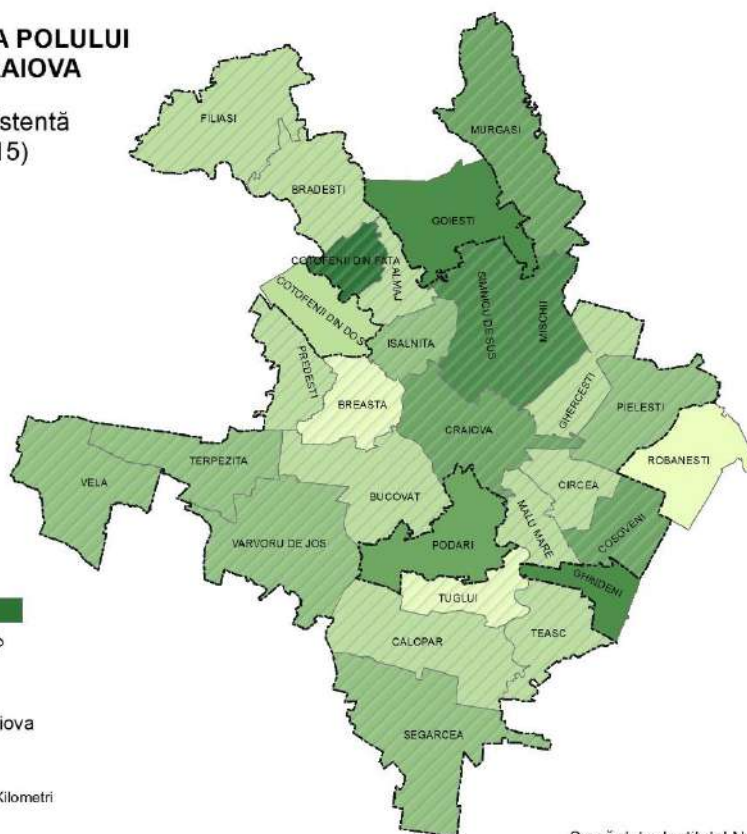 A POLULUI
RAIOVA
stentă
15)
FILIASI
MURGASI
BRADESTI
GOIESTI
COTOFENII DIN FATA
ALMAJ
COTOFENII DIN DOS
SIMNICU DE SUS
MISCHII
ISALNITA
PREDESTI
BREASTA
GHERCESTI
PIELESTI
CRAIOVA
ROBANESTI
TERPEZITA
VELA
BUCOVAT
CIRCEA
MALU MARE
COSOVENI
VARVORU DE JOS
PODARI
GHINDENI
TUGLUI
TEASC
CALOPAR
SEGARCEA
iova
Kilometri